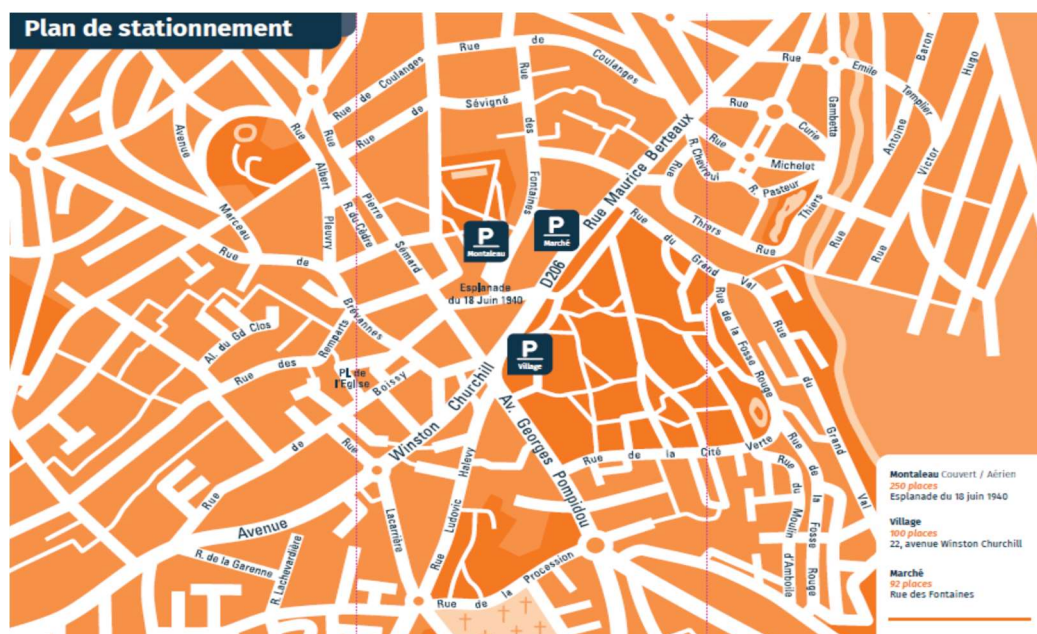 Plan de stationnement
Rue de Coulanges
Rue de Coulanges
Rue de Sévigné
Rue des Fontaines
Rue Maurice Berteaux
D206
Rue Emile Templier
Baron
Hugo
Gambetta
Antoine
Victor
Rue
Rue
Rue Curie
Rue Michelet
R. Chevreul
Rue
R. Pasteur
Thiers
Thiers
Rue
Avenue
Marceau
Rue Albert Pleuvry
Rue Pierre Sémard
R. du Cèdre
Rue de Brévannes
P
Montaleau
P
Marché
Esplanade
du 18 Juin 1940
P
Village
Rue du Grand Val
Rue de la Fosse Rouge
Rue du Grand Val
Al. du Gd Clos
Remparts
Rue des
Pl. de
l'Eglise
Rue de Boissy
Avenue Winston Churchill
Av. Georges Pompidou
Rue de la Cité Verte
Rue de la Fosse Rouge
Rue du Moulin d'Amboile
Rue Ludovic Halévy
Lacarrière
Rue
R. de la Garenne
R. Lachevardière
Rue de la Procession
Montaleau Couvert / Aérien
250 places
Esplanade du 18 juin 1940
Village
100 places
22, avenue Winston Churchill
Marché
92 places
Rue des Fontaines